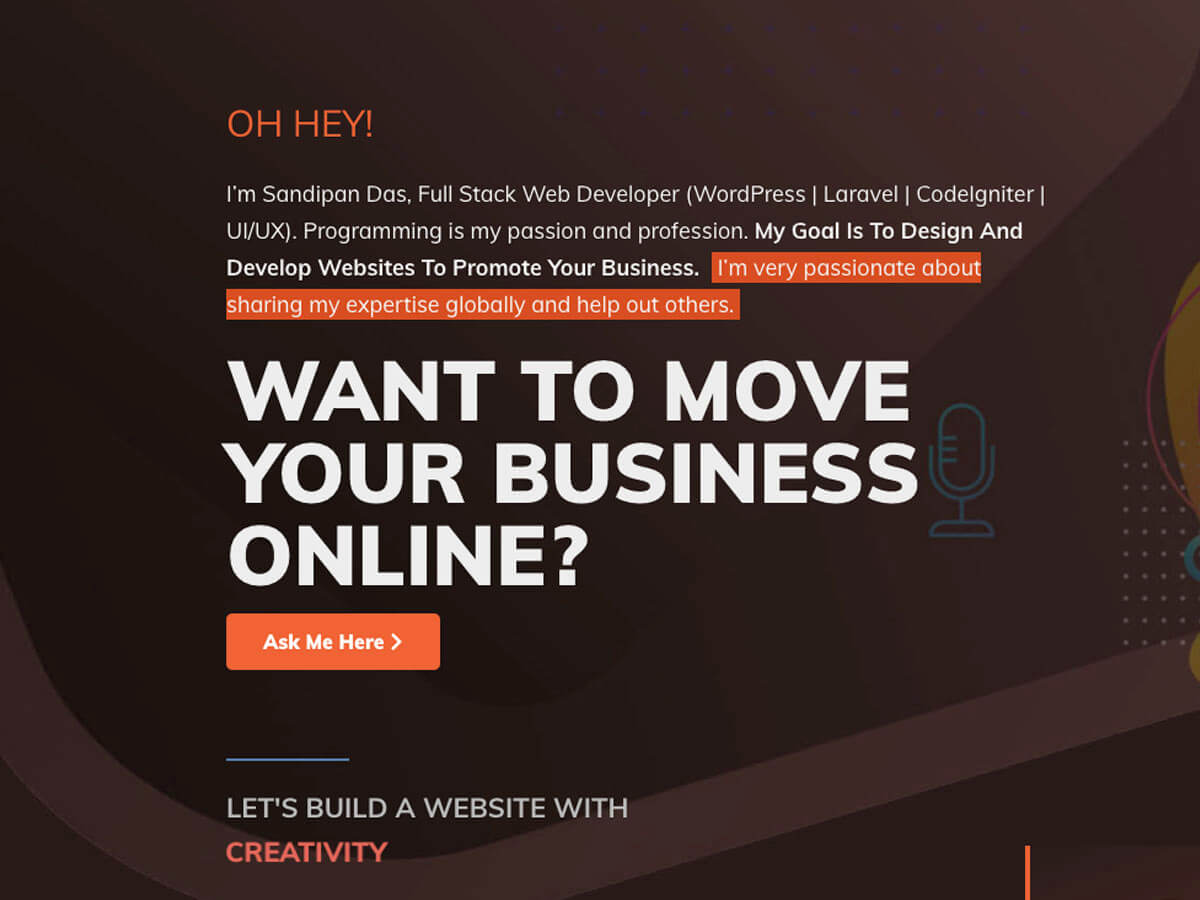 OH HEY!
I'm Sandipan Das, Full Stack Web Developer (WordPress | Laravel | CodeIgniter |
UI/UX). Programming is my passion and profession. My Goal Is To Design And
Develop Websites To Promote Your Business. I'm very passionate about
sharing my expertise globally and help out others.
WANT TO MOVE
YOUR BUSINESS
ONLINE?
Ask Me Here
LET'S BUILD A WEBSITE WITH
CREATIVITY